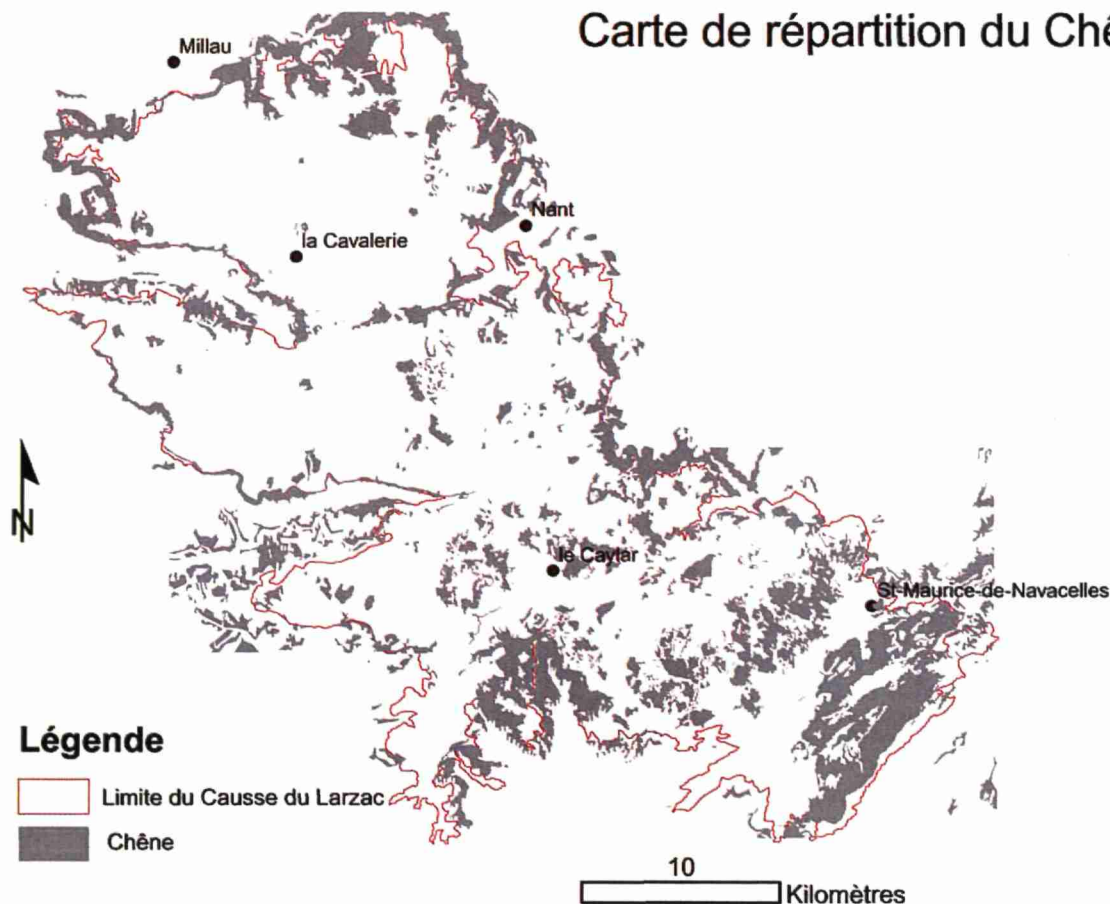 Carte de répartition du Chê
Millau
Nant
la Cavalerie
N
le Caylar
St-Maurice-de-Navacelles
Légende
Limite du Causse du Larzac
Chêne
10
Kilomètres